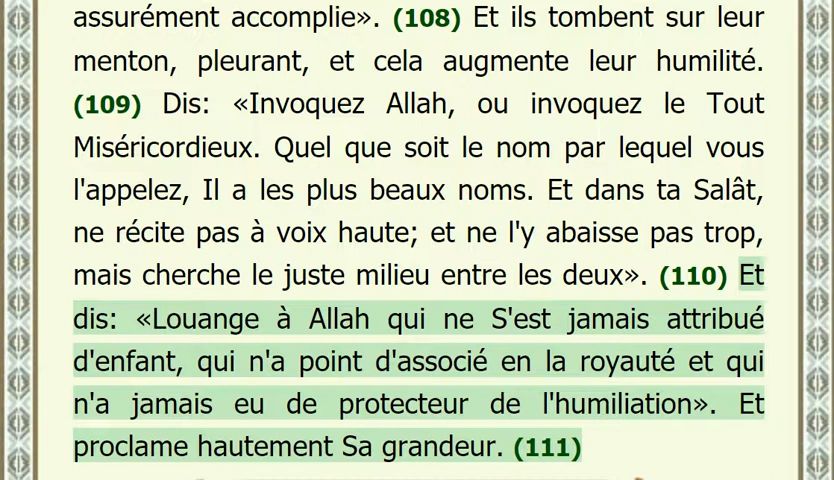 assurément accomplie». (108) Et ils tombent sur leur
menton, pleurant, et cela augmente leur humilité.
(109) Dis: «Invoquez Allah, ou invoquez le Tout
Miséricordieux. Quel que soit le nom par lequel vous
l'appelez, Il a les plus beaux noms. Et dans ta Salât,
ne récite pas à voix haute; et ne l'y abaisse pas trop,
mais cherche le juste milieu entre les deux». (110) Et
dis: «Louange à Allah qui ne S'est jamais attribué
d'enfant, qui n'a point d'associé en la royauté et qui
n'a jamais eu de protecteur de l'humiliation». Et
proclame hautement Sa grandeur. (111)